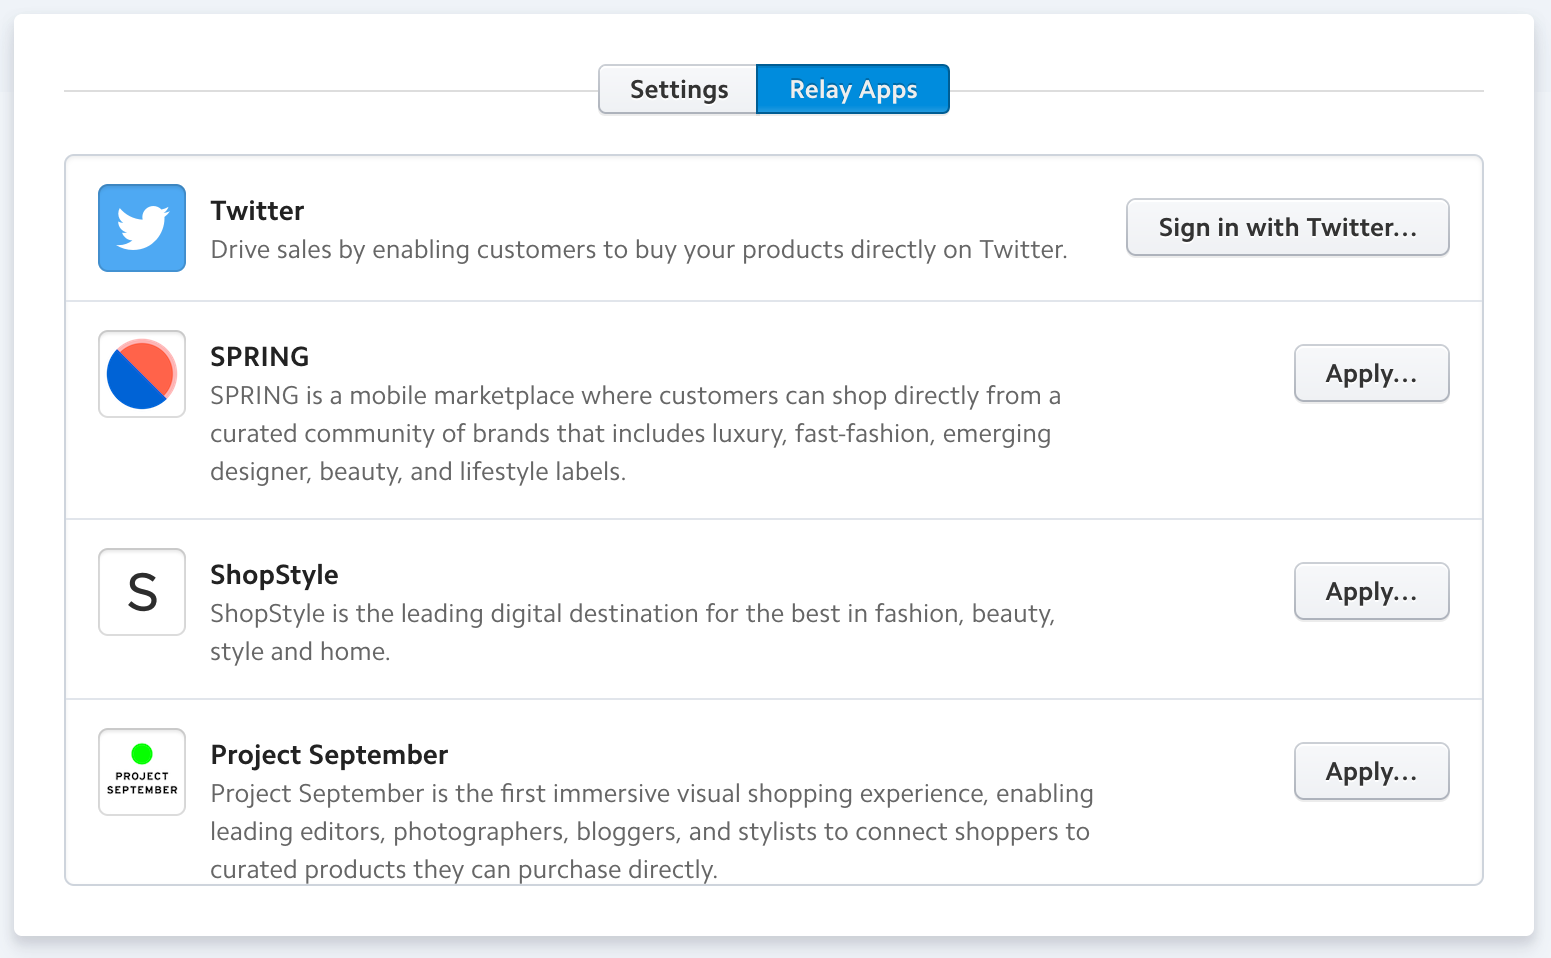 Settings
Relay Apps
Twitter
Drive sales by enabling customers to buy your products directly on Twitter.
Sign in with Twitter...
SPRING
SPRING is a mobile marketplace where customers can shop directly from a
curated community of brands that includes luxury, fast-fashion, emerging
designer, beauty, and lifestyle labels.
Apply...
S
ShopStyle
ShopStyle is the leading digital destination for the best in fashion, beauty,
style and home.
Apply...
PROJECT
SEPTEMBER
Project September
Project September is the first immersive visual shopping experience, enabling
leading editors, photographers, bloggers, and stylists to connect shoppers to
curated products they can purchase directly.
Apply...